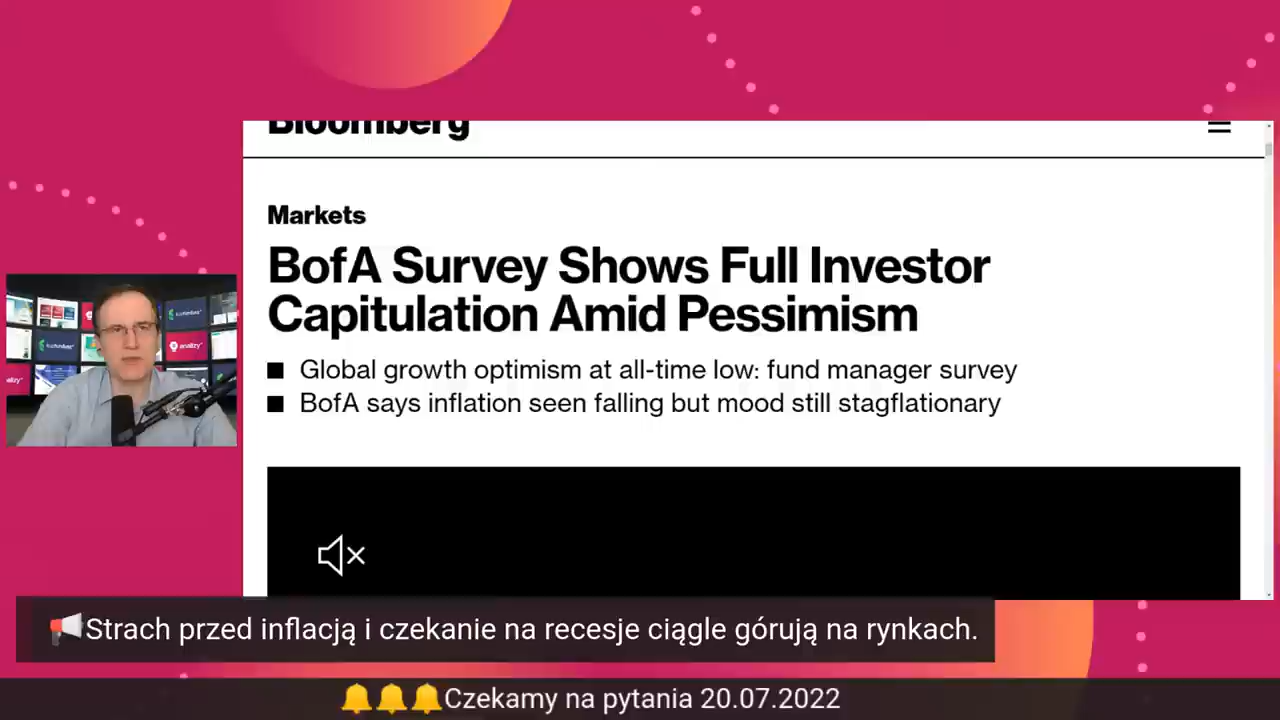 Bloomberg
Markets
BofA Survey Shows Full Investor
Capitulation Amid Pessimism
Global growth optimism at all-time low: fund manager survey
BofA says inflation seen falling but mood still stagflationary
analizy
Strach przed inflacją i czekanie na recesje ciągle górują na rynkach.
Czekamy na pytania 20.07.2022